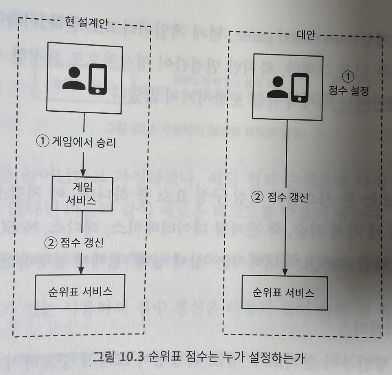 현 설계안
① 게임에서 승리
게임
서비스
② 점수 갱신
순위표 서비스
대안
①
점수 설정
② 점수 갱신
순위표 서비스
그림 10.3 순위표 점수는 누가 설정하는가